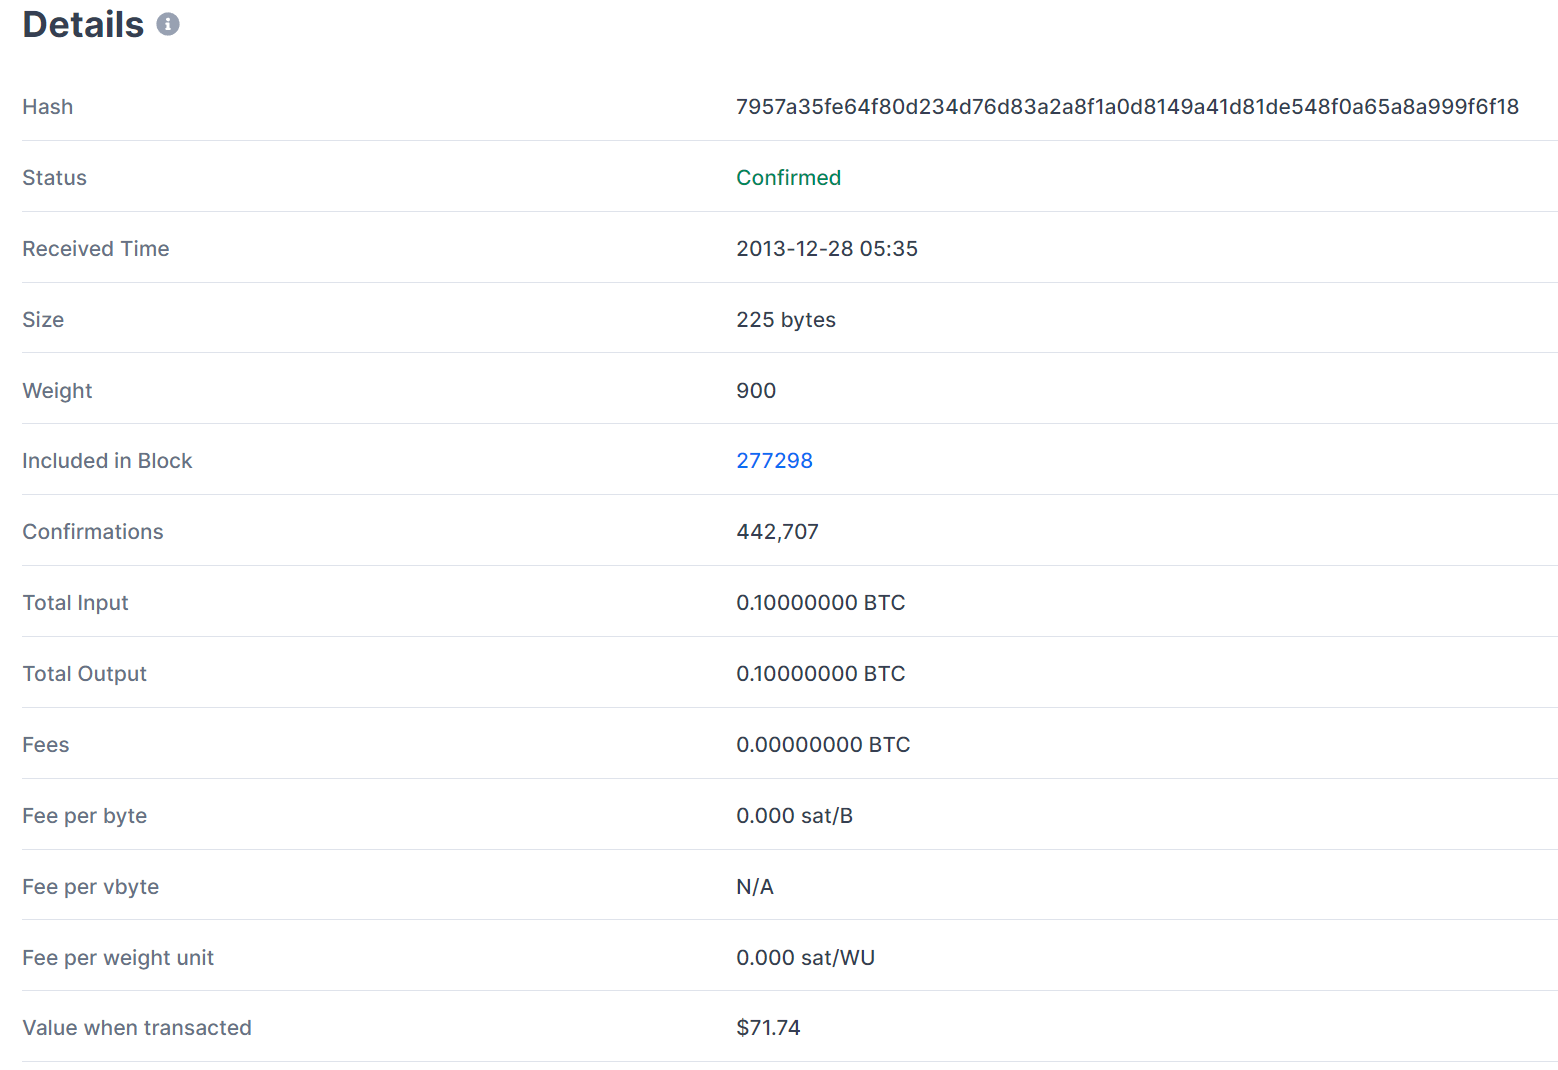 Details
Hash 7957a35fe64f80d234d76d83a2a8f1a0d8149a41d81de548f0a65a8a999f6f18
Status Confirmed
Received Time 2013-12-28 05:35
Size 225 bytes
Weight 900
Included in Block 277298
Confirmations 442,707
Total Input 0.10000000 BTC
Total Output 0.10000000 BTC
Fees 0.00000000 BTC
Fee per byte 0.000 sat/B
Fee per vbyte N/A
Fee per weight unit 0.000 sat/WU
Value when transacted $71.74